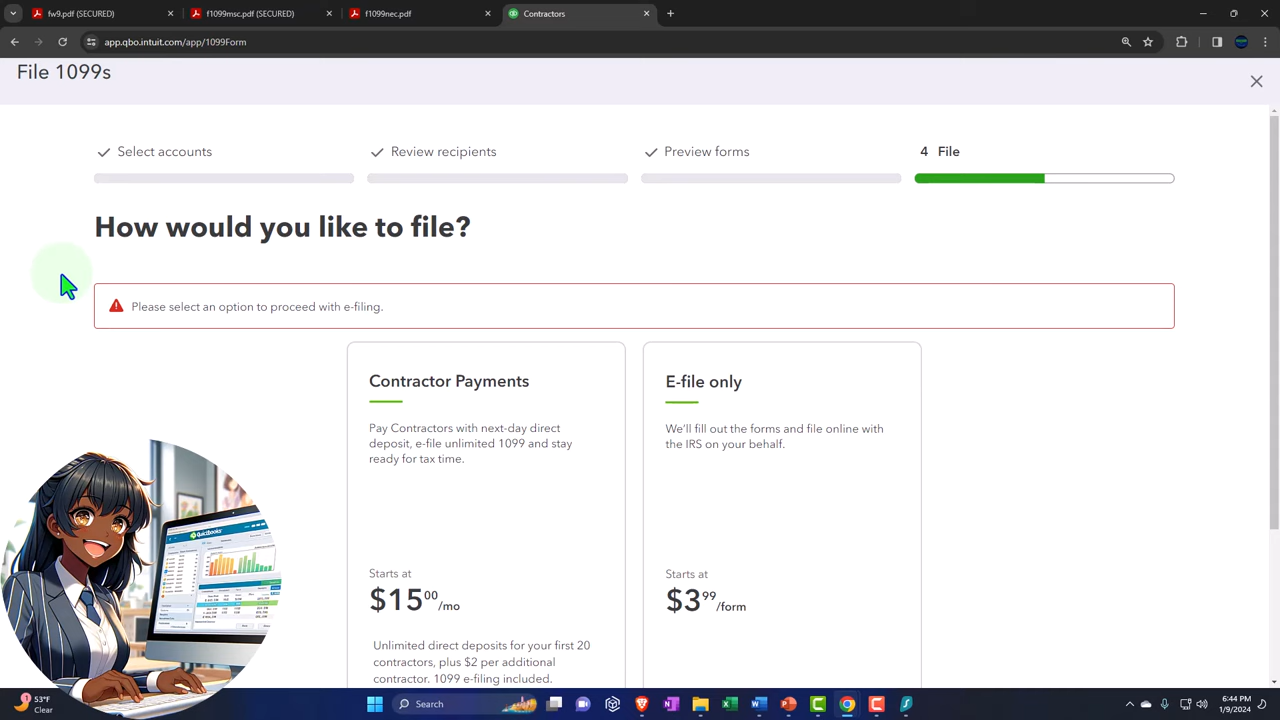 fw9.pdf (SECURED)
f1099msc.pdf (SECURED)
f1099nec.pdf
Contractors
app.qbo.intuit.com/app/1099Form
File 1099s
Select accounts
Review recipients
Preview forms
4 File
How would you like to file?
Please select an option to proceed with e-filing.
Contractor Payments
Pay Contractors with next-day direct
deposit, e-file unlimited 1099 and stay
ready for tax time.
Starts at
$15 00 /mo
Unlimited direct deposits for your first 20
contractors, plus $2 per additional
contractor. 1099 e-filing included.
E-file only
We'll fill out the forms and file online with
the IRS on your behalf.
Starts at
$3 99 /form
QuickBooks
53°F
Clear
Search
6:44 PM
1/9/2024